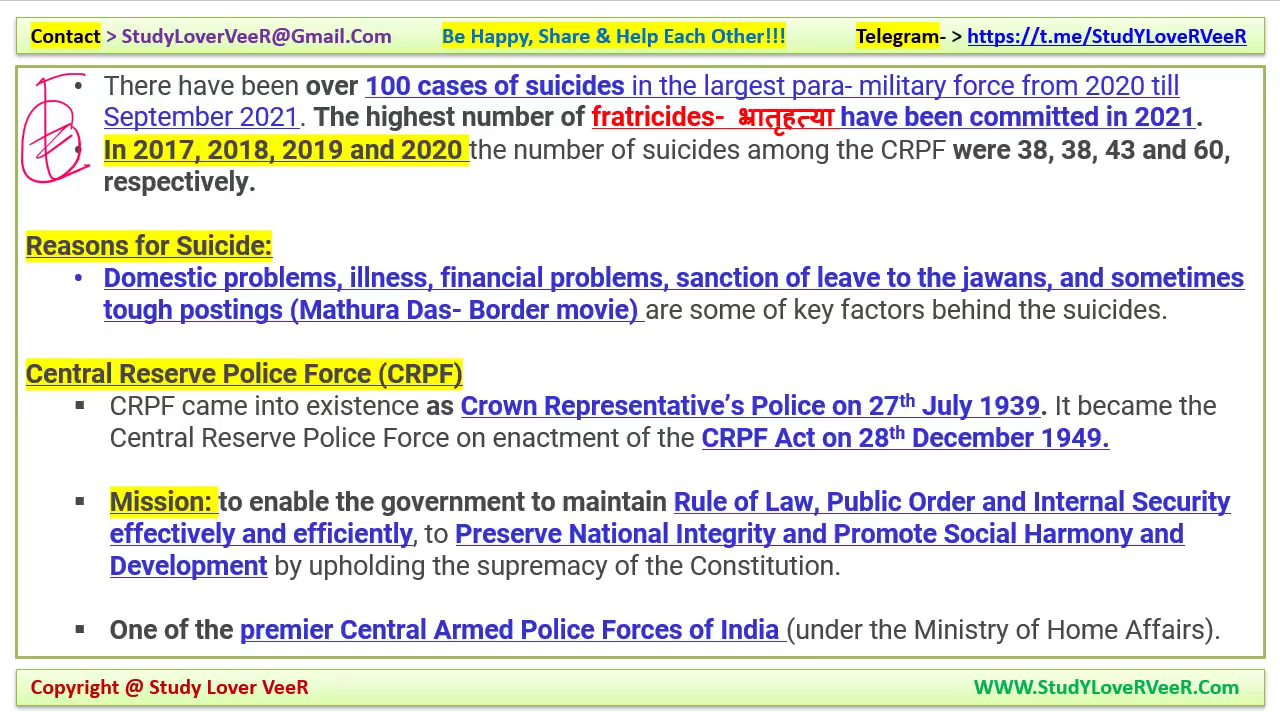 Contact > StudyLoverVeeR@Gmail.Com Be Happy, Share & Help Each Other!!! Telegram- > https://t.me/StudYLoveRVeeR
• There have been over 100 cases of suicides in the largest para- military force from 2020 till
September 2021. The highest number of fratricides- भ्रातृहत्या have been committed in 2021.
• In 2017, 2018, 2019 and 2020 the number of suicides among the CRPF were 38, 38, 43 and 60,
respectively.
Reasons for Suicide:
• Domestic problems, illness, financial problems, sanction of leave to the jawans, and sometimes
tough postings (Mathura Das- Border movie) are some of key factors behind the suicides.
Central Reserve Police Force (CRPF)
▪ CRPF came into existence as Crown Representative’s Police on 27th July 1939. It became the
Central Reserve Police Force on enactment of the CRPF Act on 28th December 1949.
▪ Mission: to enable the government to maintain Rule of Law, Public Order and Internal Security
effectively and efficiently, to Preserve National Integrity and Promote Social Harmony and
Development by upholding the supremacy of the Constitution.
▪ One of the premier Central Armed Police Forces of India (under the Ministry of Home Affairs).
Copyright @ Study Lover VeeR WWW.StudYLoveRVeeR.Com